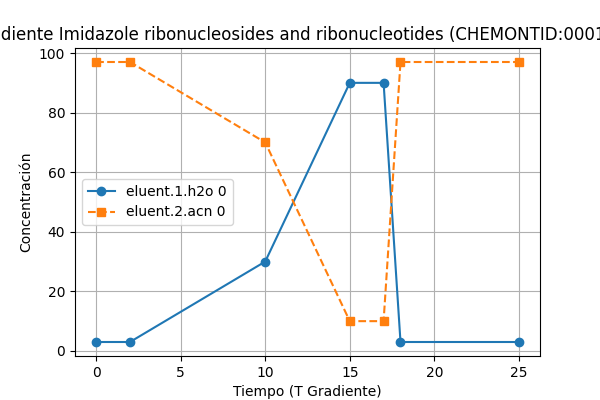 diente Imidazole ribonucleosides and ribonucleotides (CHEMONTID:0001
100
80
60
40
20
0
Concentración
eluent.1.h2o 0
eluent.2.acn 0
0 5 10 15 20 25
Tiempo (T Gradiente)